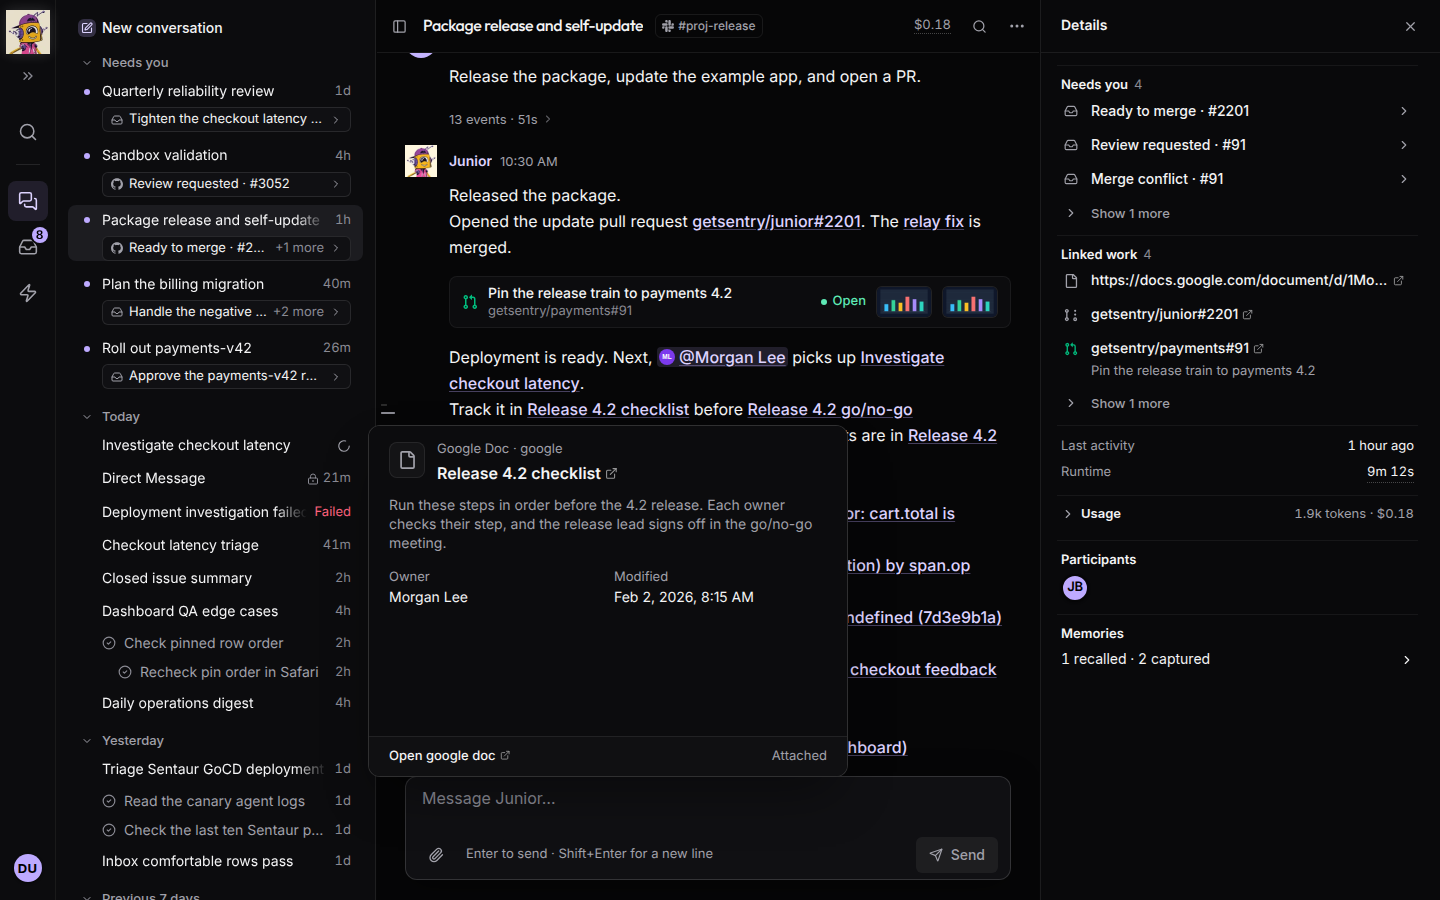 New conversation
Needs you
Quarterly reliability review 1d
Tighten the checkout latency ...
Sandbox validation 4h
Review requested · #3052
Package release and self-update 1h
Ready to merge · #2... +1 more
8
Plan the billing migration 40m
Handle the negative ... +2 more
Roll out payments-v42 26m
Approve the payments-v42 r...
Today
Investigate checkout latency
Direct Message 21m
Deployment investigation failed Failed
Checkout latency triage 41m
Closed issue summary 2h
Dashboard QA edge cases 4h
Check pinned row order 2h
Recheck pin order in Safari 2h
Daily operations digest 4h
Yesterday
Triage Sentaur GoCD deployment 1d
Read the canary agent logs 1d
Check the last ten Sentaur p... 1d
Inbox comfortable rows pass 1d
Previous 7 days
DU
Package release and self-update #proj-release $0.18
Release the package, update the example app, and open a PR.
13 events · 51s
Junior 10:30 AM
Released the package.
Opened the update pull request getsentry/junior#2201. The relay fix is
merged.
Pin the release train to payments 4.2
getsentry/payments#91
Open
Deployment is ready. Next, ML @Morgan Lee picks up Investigate
checkout latency.
Track it in Release 4.2 checklist before Release 4.2 go/no-go
s are in Release 4.2
or: cart.total is
tion) by span.op
ndefined (7d3e9b1a)
checkout feedback
hboard)
Google Doc · google
Release 4.2 checklist
Run these steps in order before the 4.2 release. Each owner
checks their step, and the release lead signs off in the go/no-go
meeting.
Owner Modified
Morgan Lee Feb 2, 2026, 8:15 AM
Open google doc Attached
Message Junior...
Enter to send · Shift+Enter for a new line
Send
Details
Needs you 4
Ready to merge · #2201
Review requested · #91
Merge conflict · #91
Show 1 more
Linked work 4
https://docs.google.com/document/d/1Mo...
getsentry/junior#2201
getsentry/payments#91
Pin the release train to payments 4.2
Show 1 more
Last activity 1 hour ago
Runtime 9m 12s
Usage 1.9k tokens · $0.18
Participants
JB
Memories
1 recalled · 2 captured